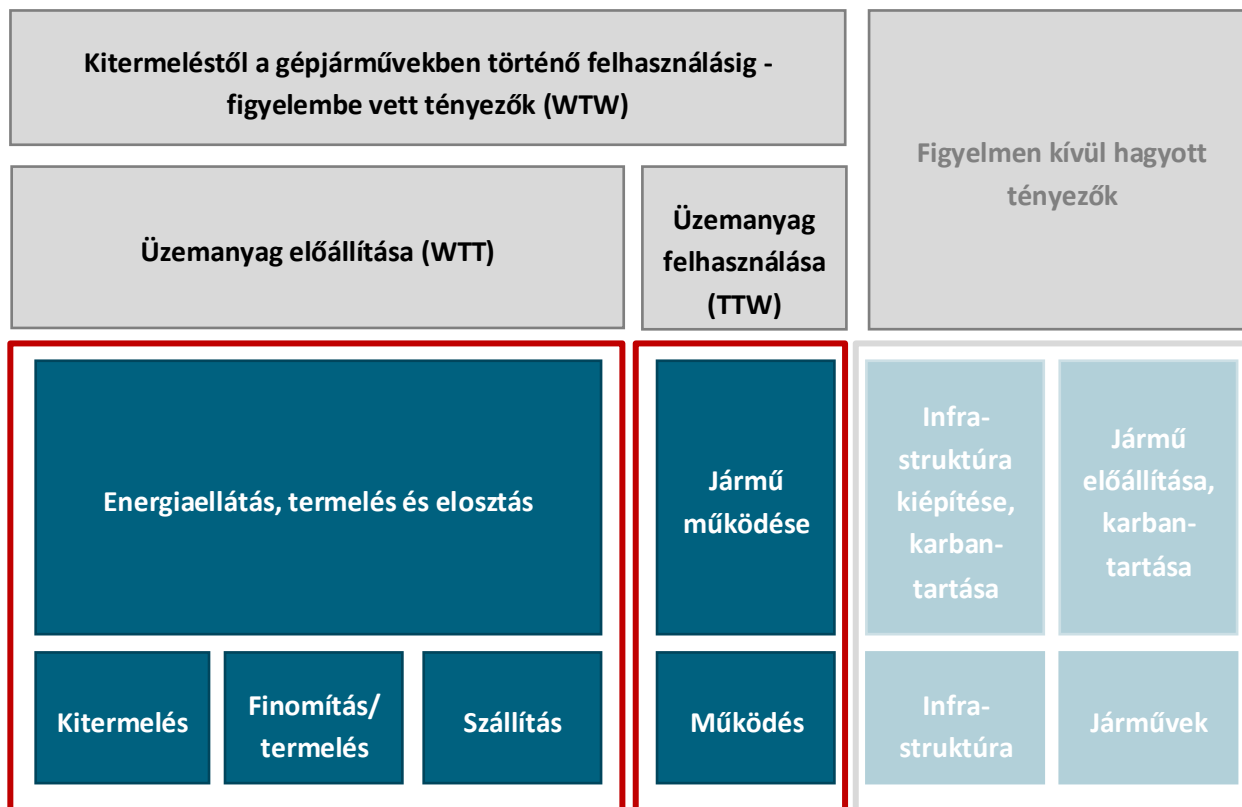 Kitermeléstől a gépjárművekben történő felhasználásig -
figyelembe vett tényezők (WTW)
Figyelmen kívül hagyott
tényezők
Üzemanyag előállítása (WTT)
Üzemanyag
felhasználása
(TTW)
Energiaellátás, termelés és elosztás
Jármű
működése
Infra-
struktúra
kiépítése,
karban-
tartása
Jármű
előállítása,
karban-
tartása
Kitermelés
Finomítás/
termelés
Szállítás
Működés
Infra-
struktúra
Járművek